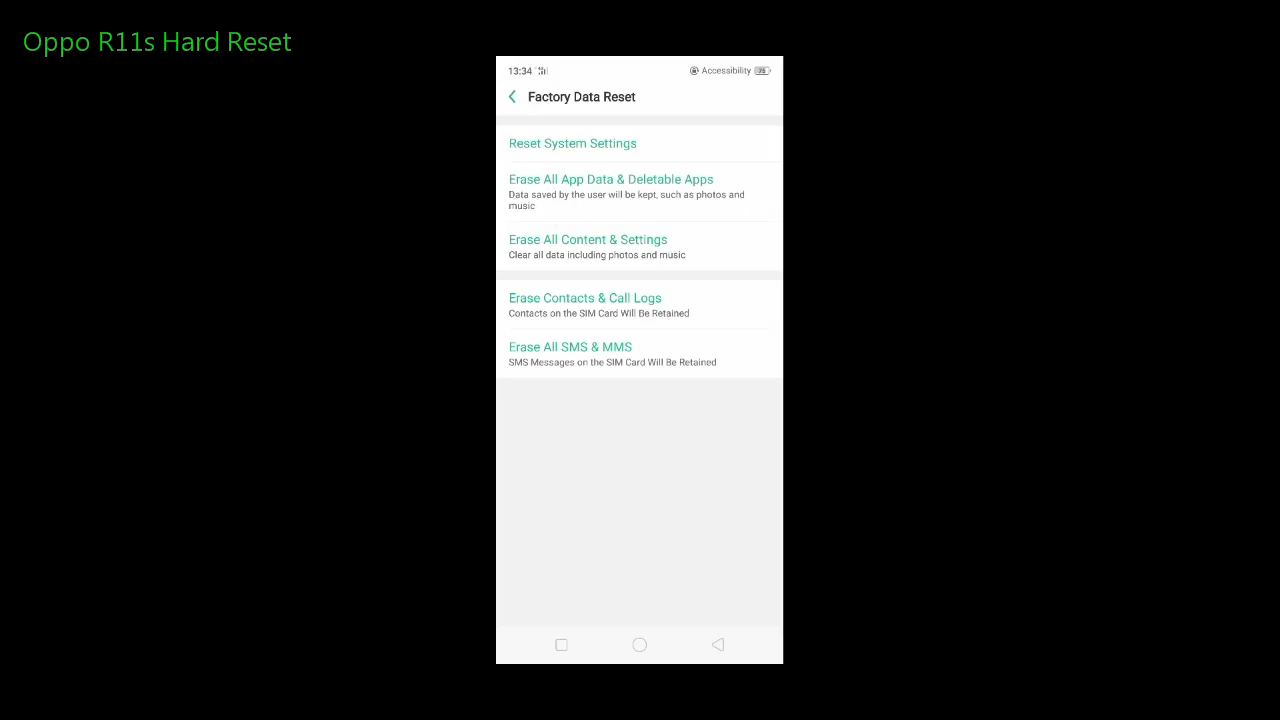 Oppo R11s Hard Reset
13:34
Accessibility 75
Factory Data Reset
Reset System Settings
Erase All App Data & Deletable Apps
Data saved by the user will be kept, such as photos and
music
Erase All Content & Settings
Clear all data including photos and music
Erase Contacts & Call Logs
Contacts on the SIM Card Will Be Retained
Erase All SMS & MMS
SMS Messages on the SIM Card Will Be Retained